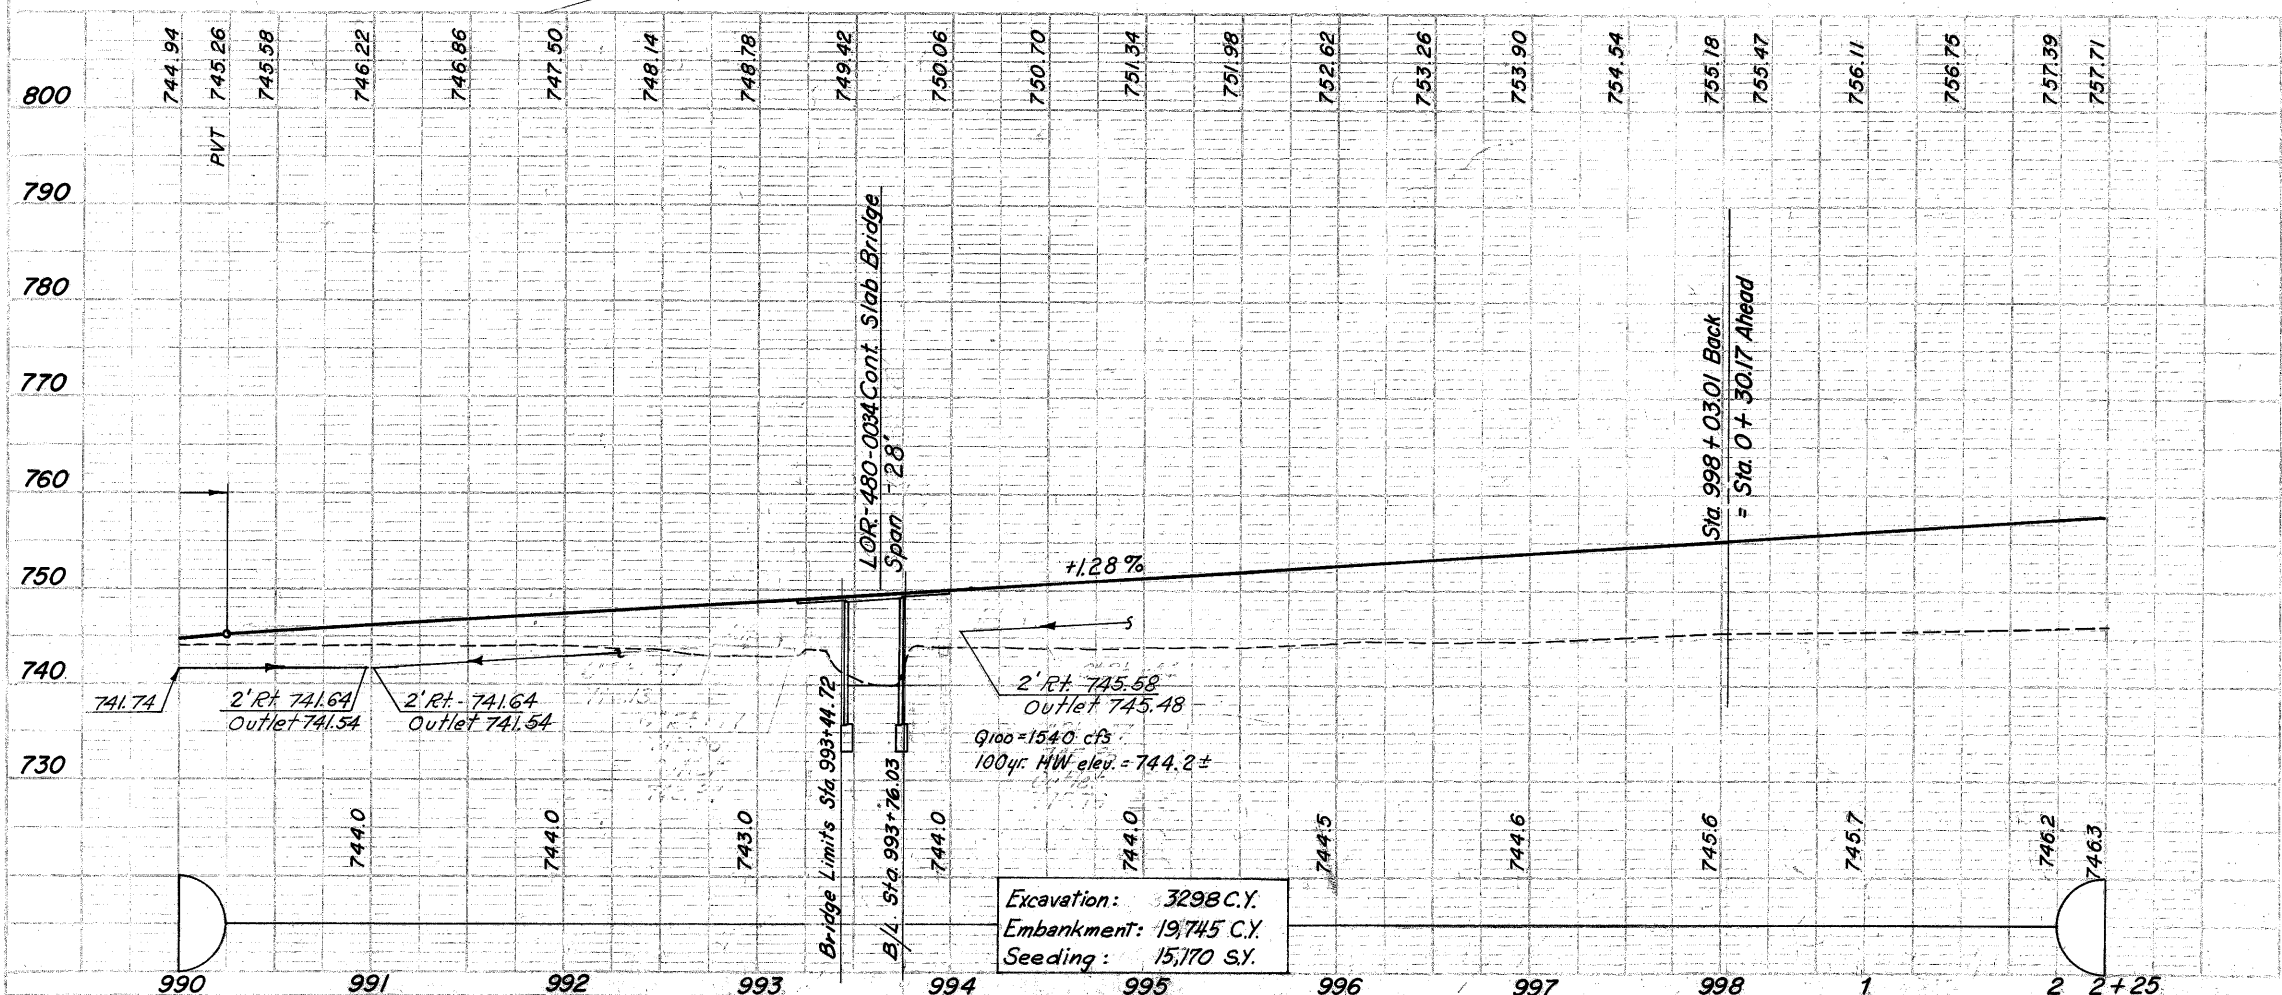 744.94
745.26
745.58
746.22
746.86
747.50
748.14
748.78
749.42
750.06
750.70
751.34
751.98
752.62
753.26
753.90
754.54
755.18
755.47
756.11
756.75
757.39
757.71
PVT
800
790
780
770
760
750
740
730
LOR-480-0034 Cont. Slab Bridge
Span - 28'
Sta. 998 + 03.01 Back
= Sta. 0 + 30.17 Ahead
+1.28 %
741.74
2' Rt. 741.64
Outlet 741.54
2' Rt. - 741.64
Outlet 741.54
2' Rt. 745.58
Outlet 745.48
Q100 = 1540 cfs
100 yr. HW elev. = 744.2 ±
Bridge Limits Sta. 993+44.72
B/L Sta. 993+76.03
744.0
744.0
743.0
744.0
744.0
744.5
744.6
745.6
745.7
746.2
746.3
Excavation: 3298 C.Y.
Embankment: 19,745 C.Y.
Seeding: 15,170 S.Y.
990
991
992
993
994
995
996
997
998
1
2
2 + 25